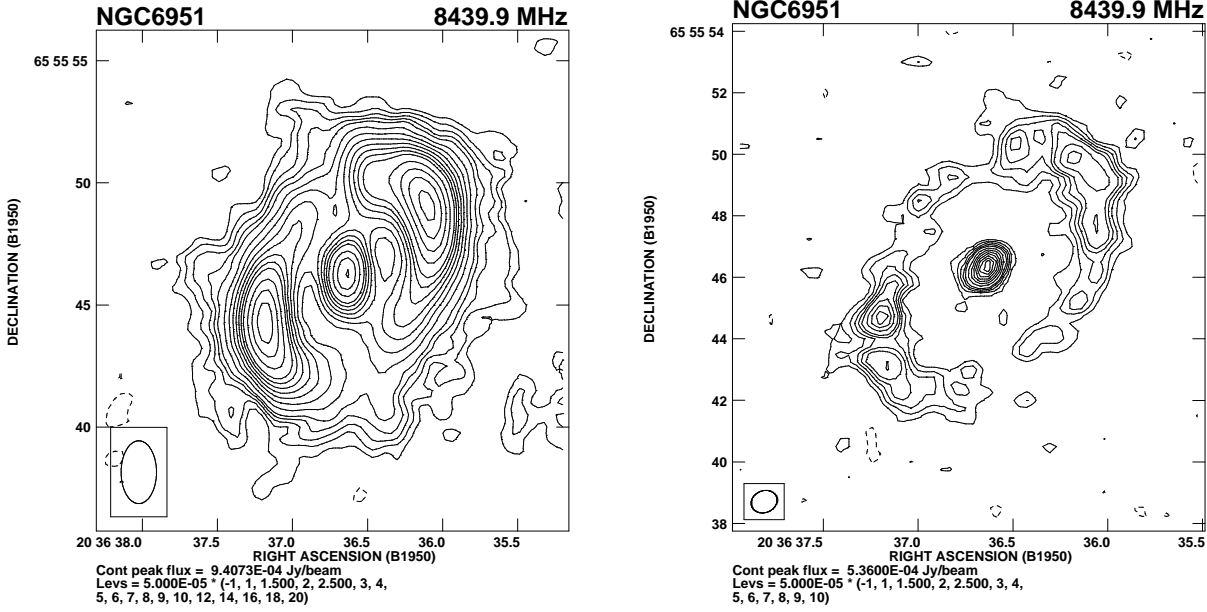 NGC6951 8439.9 MHz
65 55 55
50
45
40
DECLINATION (B1950)
20 36 38.0 37.5 37.0 36.5 36.0 35.5
RIGHT ASCENSION (B1950)
Cont peak flux = 9.4073E-04 Jy/beam
Levs = 5.000E-05 * (-1, 1, 1.500, 2, 2.500, 3, 4,
5, 6, 7, 8, 9, 10, 12, 14, 16, 18, 20)
NGC6951 8439.9 MHz
65 55 54
52
50
48
46
44
42
40
38
DECLINATION (B1950)
20 36 37.5 37.0 36.5 36.0 35.5
RIGHT ASCENSION (B1950)
Cont peak flux = 5.3600E-04 Jy/beam
Levs = 5.000E-05 * (-1, 1, 1.500, 2, 2.500, 3, 4,
5, 6, 7, 8, 9, 10)